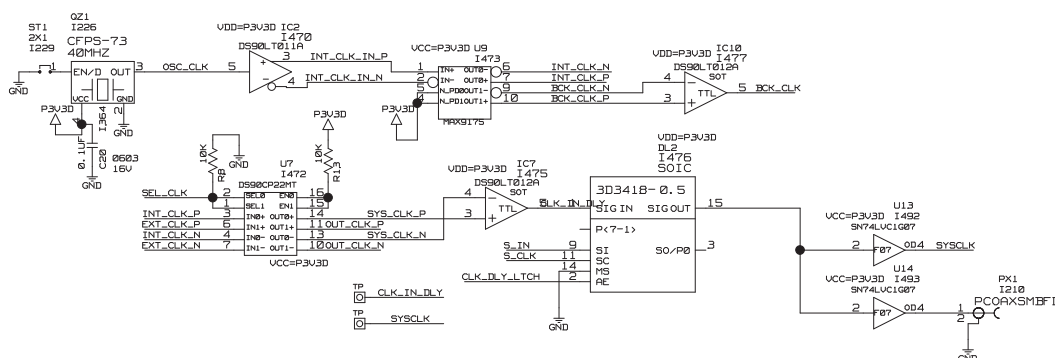 QZ1
I226
ST1
2X1
I229
CFPS-73
40MHZ
1
EN/D OUT
3
OSC_CLK
5
VCC
GND
2
P3V3D
I364
GND
0.1UF
C20
0603
16V
GND
GND
VDD=P3V3D
IC2
I470
DS90LT011A
3
INT_CLK_IN_P
4
INT_CLK_IN_N
VCC=P3V3D
U9
I473
1
IN+
OUT0-
6
INT_CLK_N
2
IN-
OUT0+
7
INT_CLK_P
5
N_PD0
OUT1-
9
BCK_CLK_N
4
N_PD1
OUT1+
10
BCK_CLK_P
P3V3D
MAX9175
VDD=P3V3D
IC10
I477
DS90LT012A
SOT
4
3
TTL
5
BCK_CLK
10K
R8
GND
P3V3D
10K
R13
U7
I472
DS90CP22MT
SEL_CLK
2
SEL0
EN0
16
1
SEL1
EN1
15
INT_CLK_P
3
IN0+
OUT0+
14
SYS_CLK_P
EXT_CLK_P
6
IN1+
OUT1+
11
OUT_CLK_P
INT_CLK_N
4
IN0-
OUT0-
13
SYS_CLK_N
EXT_CLK_N
7
IN1-
OUT1-
10
OUT_CLK_N
VCC=P3V3D
VDD=P3V3D
IC7
I475
DS90LT012A
SOT
4
3
TTL
CLK_IN_DLY
VDD=P3V3D
DL2
I476
SOIC
3D3418-0.5
SIG IN
SIG OUT
15
P<7-1>
S_IN
9
SI
SO/P0
3
S_CLK
11
SC
14
MS
CLK_DLY_LTCH
2
AE
GND
TP
CLK_IN_DLY
TP
SYSCLK
U13
VCC=P3V3D
I492
SN74LVC1G07
2
F07
OD4
SYSCLK
U14
VCC=P3V3D
I493
SN74LVC1G07
2
F07
OD4
PX1
I210
PCOAXSMBFI
1
2
GND